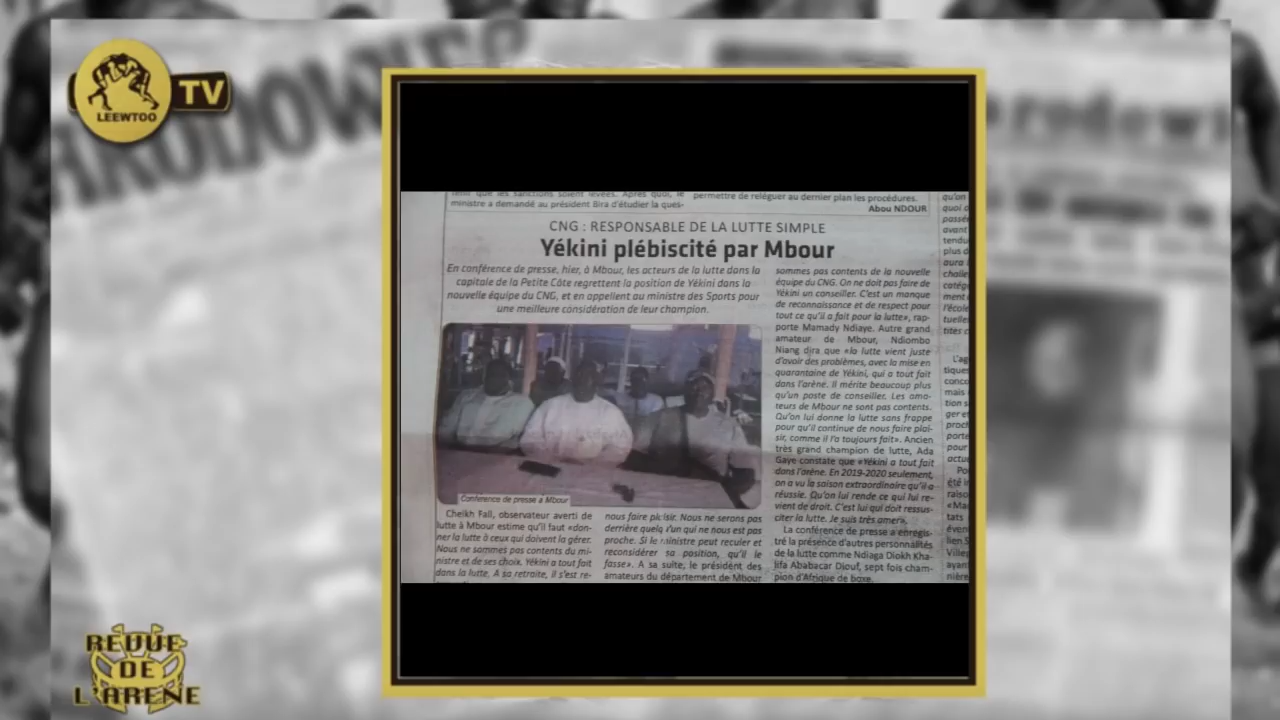 LEEWTOO
TV
REVUE
DE
L'ARENE
ministre a demandé au président Bira d'étudier la ques-
permettre de reléguer au dernier plan les procédures.
Abou NDOUR
CNG : RESPONSABLE DE LA LUTTE SIMPLE
Yékini plébiscité par Mbour
En conférence de presse, hier, à Mbour, les acteurs de la lutte dans la
capitale de la Petite Côte regrettent la position de Yékini dans la
nouvelle équipe du CNG, et en appellent au ministre des Sports pour
une meilleure considération de leur champion.
Conférence de presse à Mbour
Cheikh Fall, observateur averti de
lutte à Mbour estime qu'il faut «don-
ner la lutte à ceux qui doivent la gérer.
Nous ne sommes pas contents du mi-
nistre et de ses choix. Yékini a tout fait
dans la lutte. A sa retraite, il s'est re-
nous faire plaisir. Nous ne serons pas
derrière quelqu'un qui ne nous est pas
proche. Si le ministre peut reculer et
reconsidérer sa position, qu'il le
fasse». A sa suite, le président des
amateurs du département de Mbour
sommes pas contents de la nouvelle
équipe du CNG. On ne doit pas faire de
Yékini un conseiller. C'est un manque
de reconnaissance et de respect pour
tout ce qu'il a fait pour la lutte», rap-
porte Mamady Ndiaye. Autre grand
amateur de Mbour, Ndiombo
Niang dira que «la lutte vient juste
d'avoir des problèmes, avec la mise en
quarantaine de Yékini, qui a tout fait
dans l'arène. Il mérite beaucoup plus
qu'un poste de conseiller. Les ama-
teurs de Mbour ne sont pas contents.
Qu'on lui donne la lutte sans frappe
pour qu'il continue de nous faire plai-
sir, comme il l'a toujours fait». Ancien
très grand champion de lutte, Ada
Gaye constate que «Yékini a tout fait
dans l'arène. En 2019-2020 seulement,
on a vu la saison extraordinaire qu'il a
réussie. Qu'on lui rende ce qui lui re-
vient de droit. C'est lui qui doit ressus-
citer la lutte. Je suis très amer».
La conférence de presse a enregis-
tré la présence d'autres personnalités
de la lutte comme Ndiaga Diokh Kha-
lifa Ababacar Diouf, sept fois cham-
pion d'Afrique de boxe.